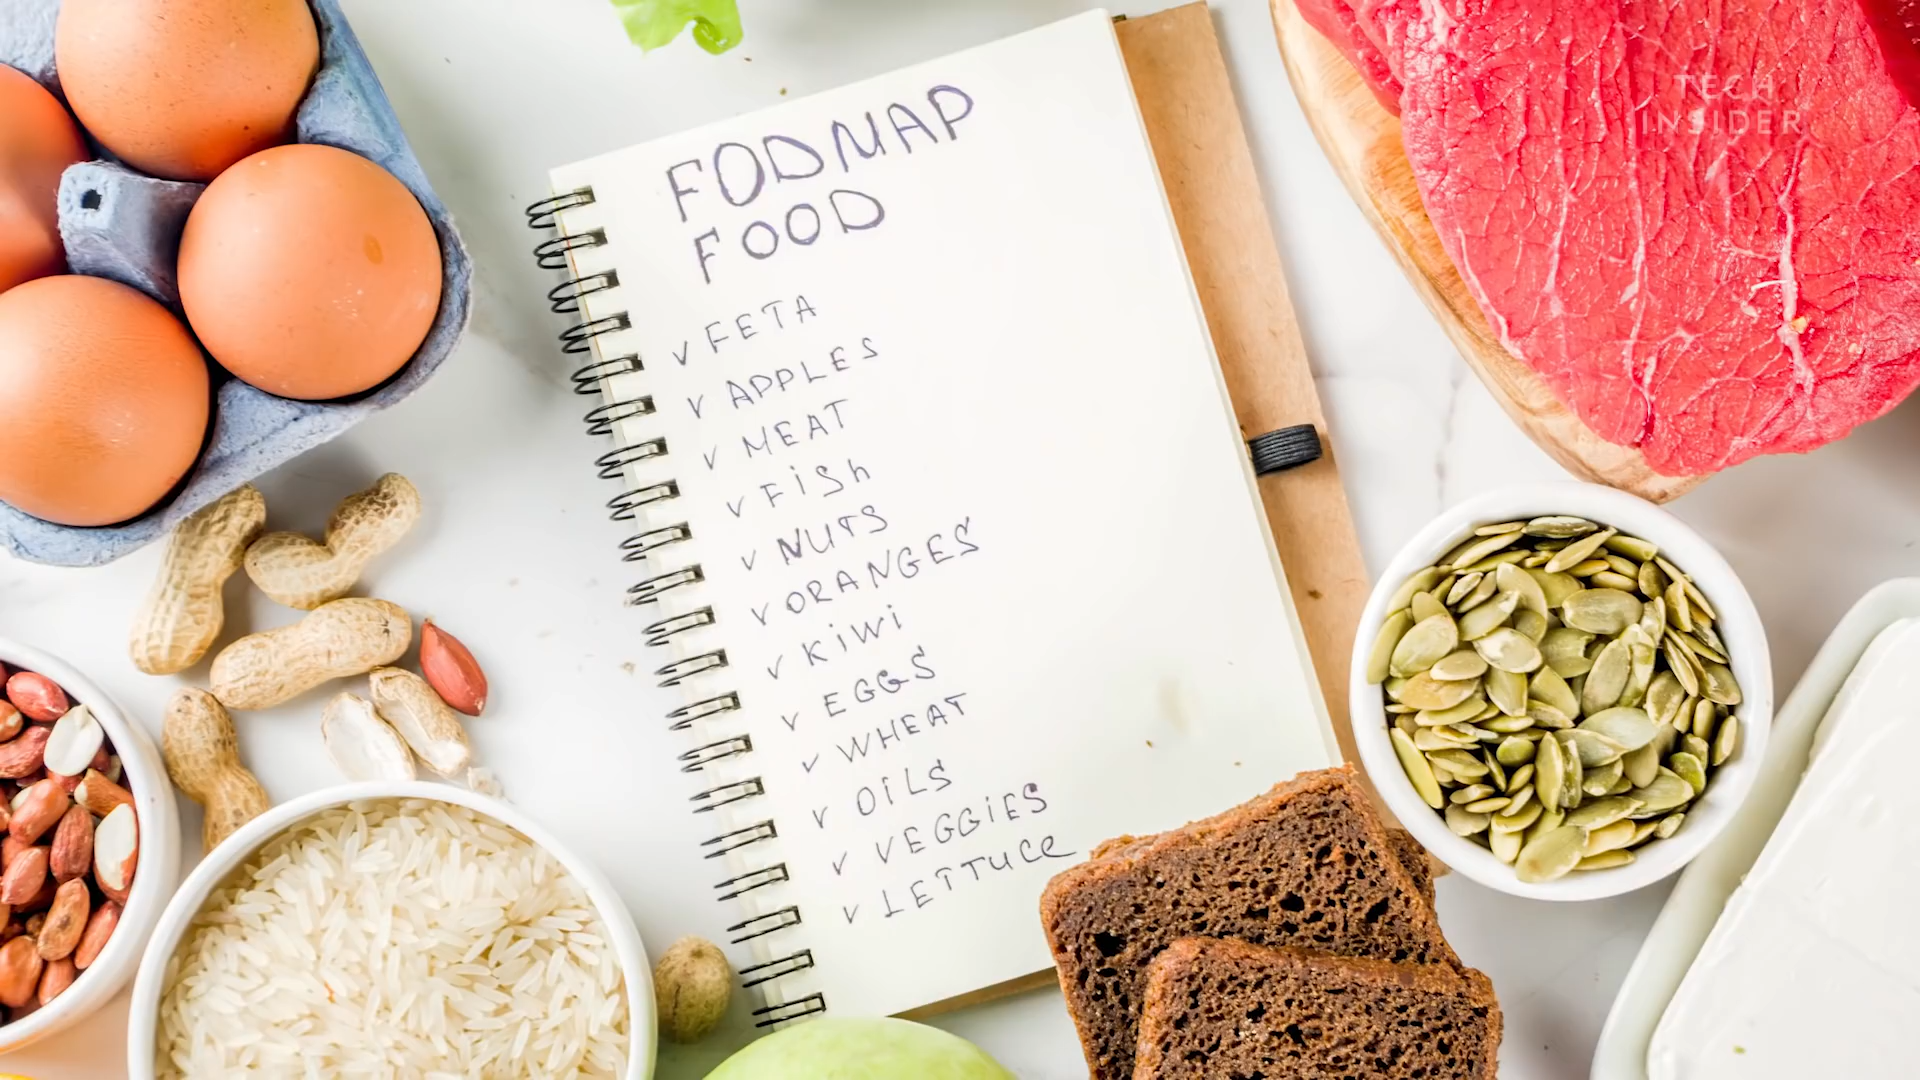 FODMAP
FOOD
✓ FETA
✓ APPLES
✓ MEAT
✓ FiSh
✓ NUTS
✓ ORANGES
✓ KiWi
✓ EGGS
✓ WHEAT
✓ OiLS
✓ VEGGiES
✓ LETTUCe
TECH
INSIDER